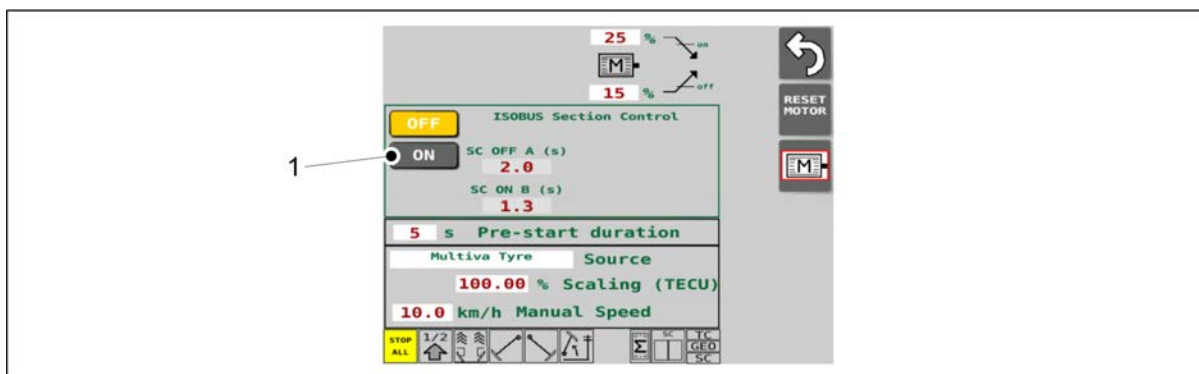 25 % on
M
15 % off
RESET
MOTOR
OFF
ISOBUS Section Control
1
ON
SC OFF A (s)
2.0
M
SC ON B (s)
1.3
5 s Pre-start duration
Multiva Tyre Source
100.00 % Scaling (TECU)
10.0 km/h Manual Speed
STOP
ALL
1/2
Σ
SC
TC
GEO
SC